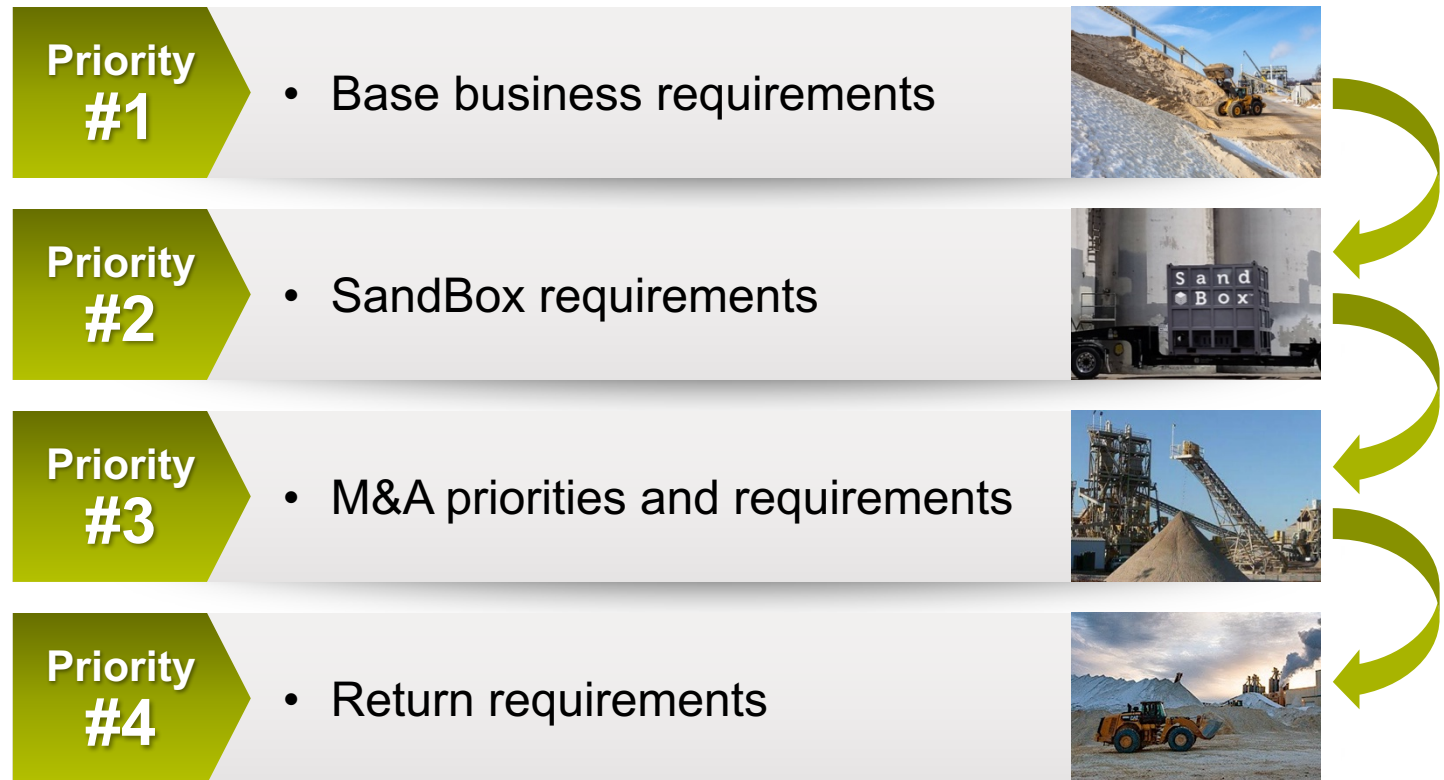 Priority
#1
• Base business requirements
Priority
#2
• SandBox requirements
Sand
Box
Priority
#3
• M&A priorities and requirements
Priority
#4
• Return requirements